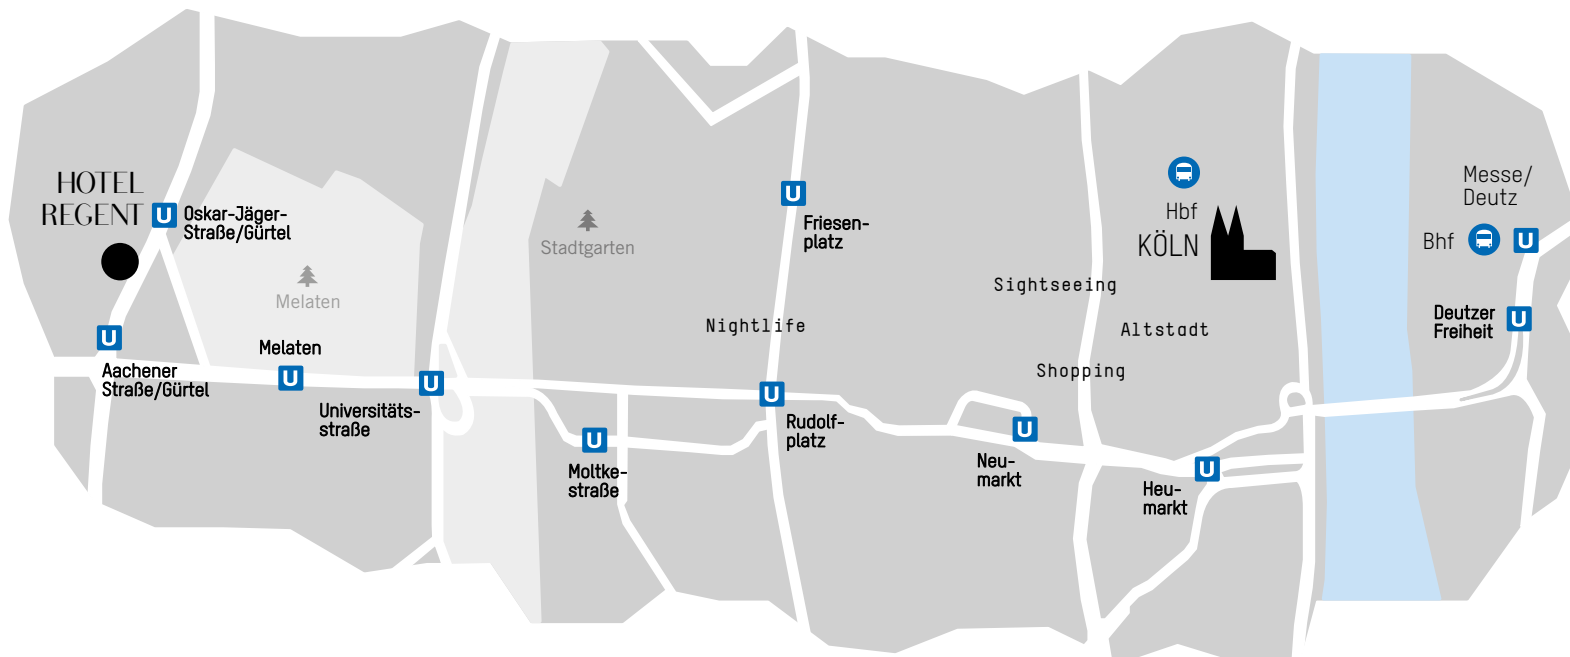 HOTEL
REGENT
U
Oskar-Jäger-
Straße/Gürtel
U
Aachener
Straße/Gürtel
Melaten
Melaten
U
Universitäts-
straße
U
Stadtgarten
U
Moltke-
straße
U
Friesen-
platz
Nightlife
U
Rudolf-
platz
Sightseeing
Altstadt
Shopping
U
Neu-
markt
Hbf
KÖLN
U
Heu-
markt
Messe/
Deutz
Bhf
U
Deutzer
Freiheit
U